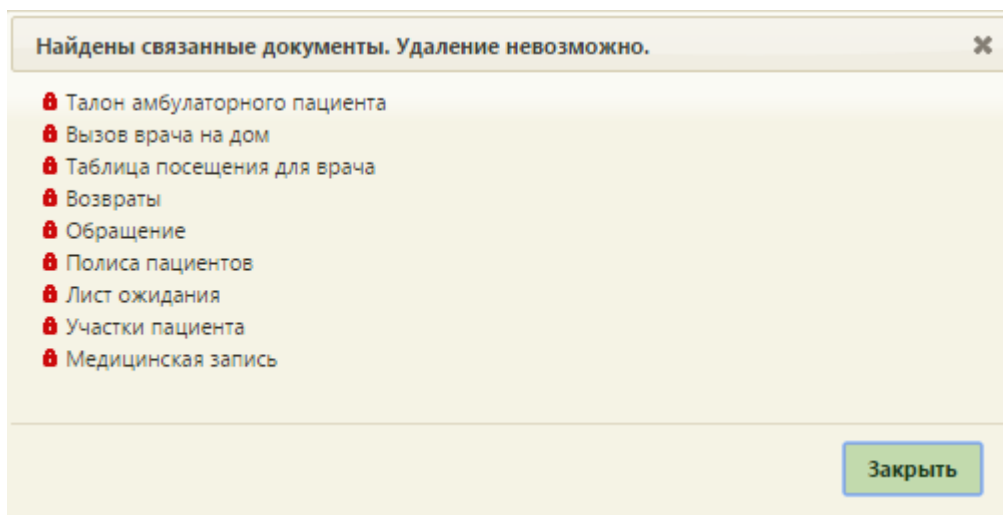 Найдены связанные документы. Удаление невозможно.
Талон амбулаторного пациента
Вызов врача на дом
Таблица посещения для врача
Возвраты
Обращение
Полиса пациентов
Лист ожидания
Участки пациента
Медицинская запись
Закрыть